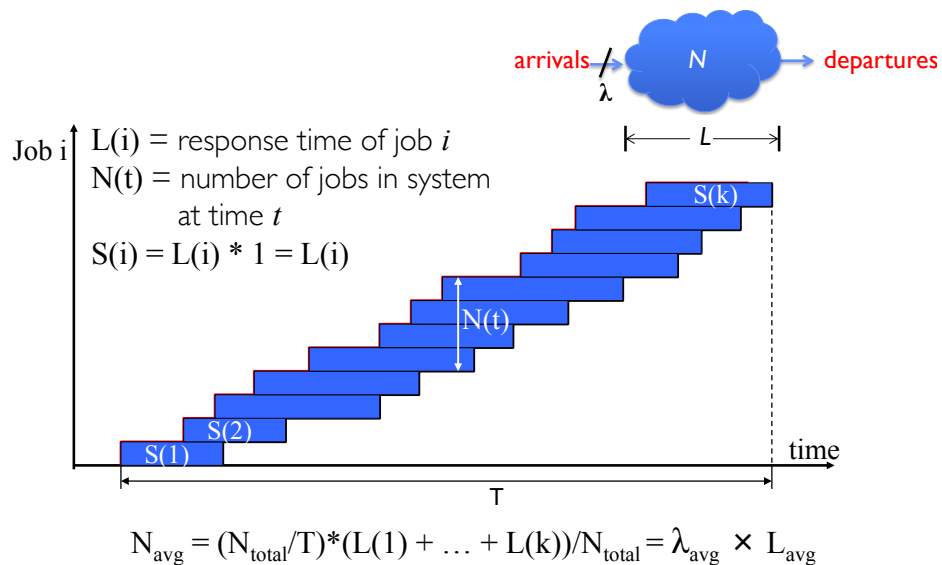 arrivals
N
departures
λ
L
Job i
L(i) = response time of job i
N(t) = number of jobs in system
at time t
S(i) = L(i) * 1 = L(i)
S(k)
N(t)
S(2)
S(1)
time
T
N_avg = (N_total/T)*(L(1) + … + L(k))/N_total = λ_avg × L_avg